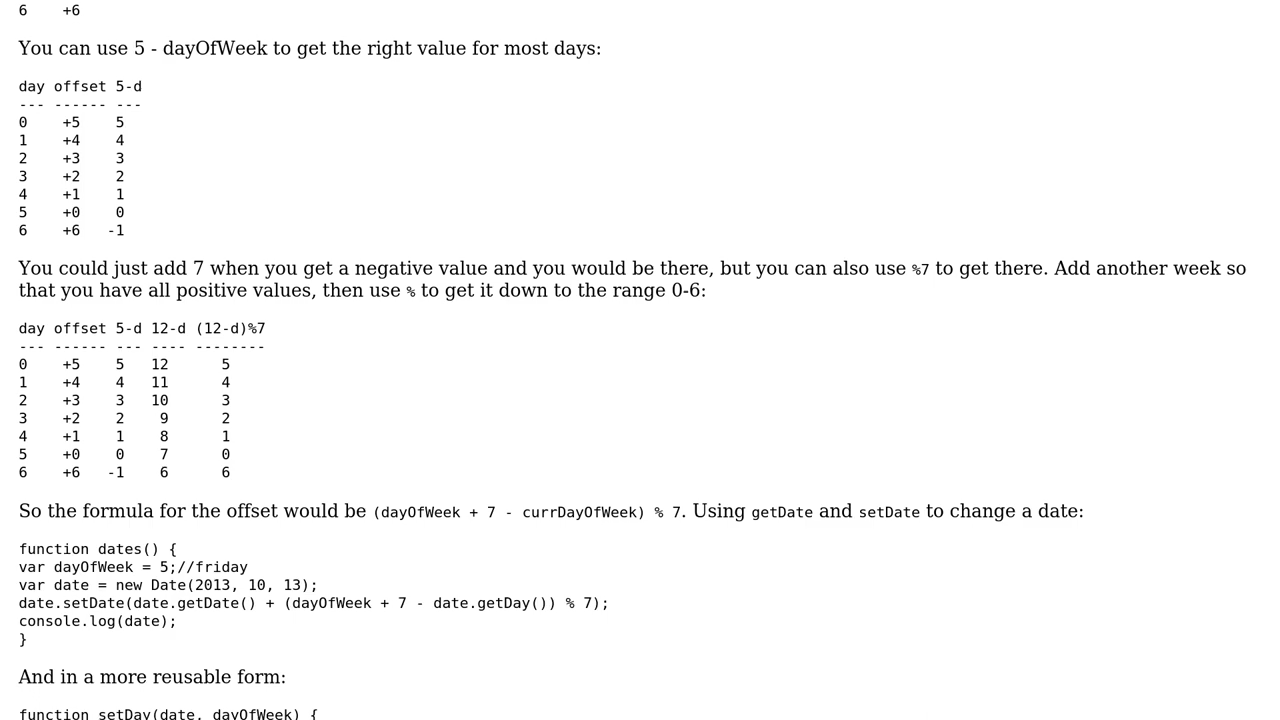 6    +6
You can use 5 - dayOfWeek to get the right value for most days:
day offset 5-d
--- ------ ---
0    +5    5
1    +4    4
2    +3    3
3    +2    2
4    +1    1
5    +0    0
6    +6   -1
You could just add 7 when you get a negative value and you would be there, but you can also use %7 to get there. Add another week so
that you have all positive values, then use % to get it down to the range 0-6:
day offset 5-d 12-d (12-d)%7
--- ------ --- ---- --------
0    +5    5   12      5
1    +4    4   11      4
2    +3    3   10      3
3    +2    2    9      2
4    +1    1    8      1
5    +0    0    7      0
6    +6   -1    6      6
So the formula for the offset would be (dayOfWeek + 7 - currDayOfWeek) % 7. Using getDate and setDate to change a date:
function dates() {
var dayOfWeek = 5;//friday
var date = new Date(2013, 10, 13);
date.setDate(date.getDate() + (dayOfWeek + 7 - date.getDay()) % 7);
console.log(date);
}
And in a more reusable form:
function setDay(date, dayOfWeek) {